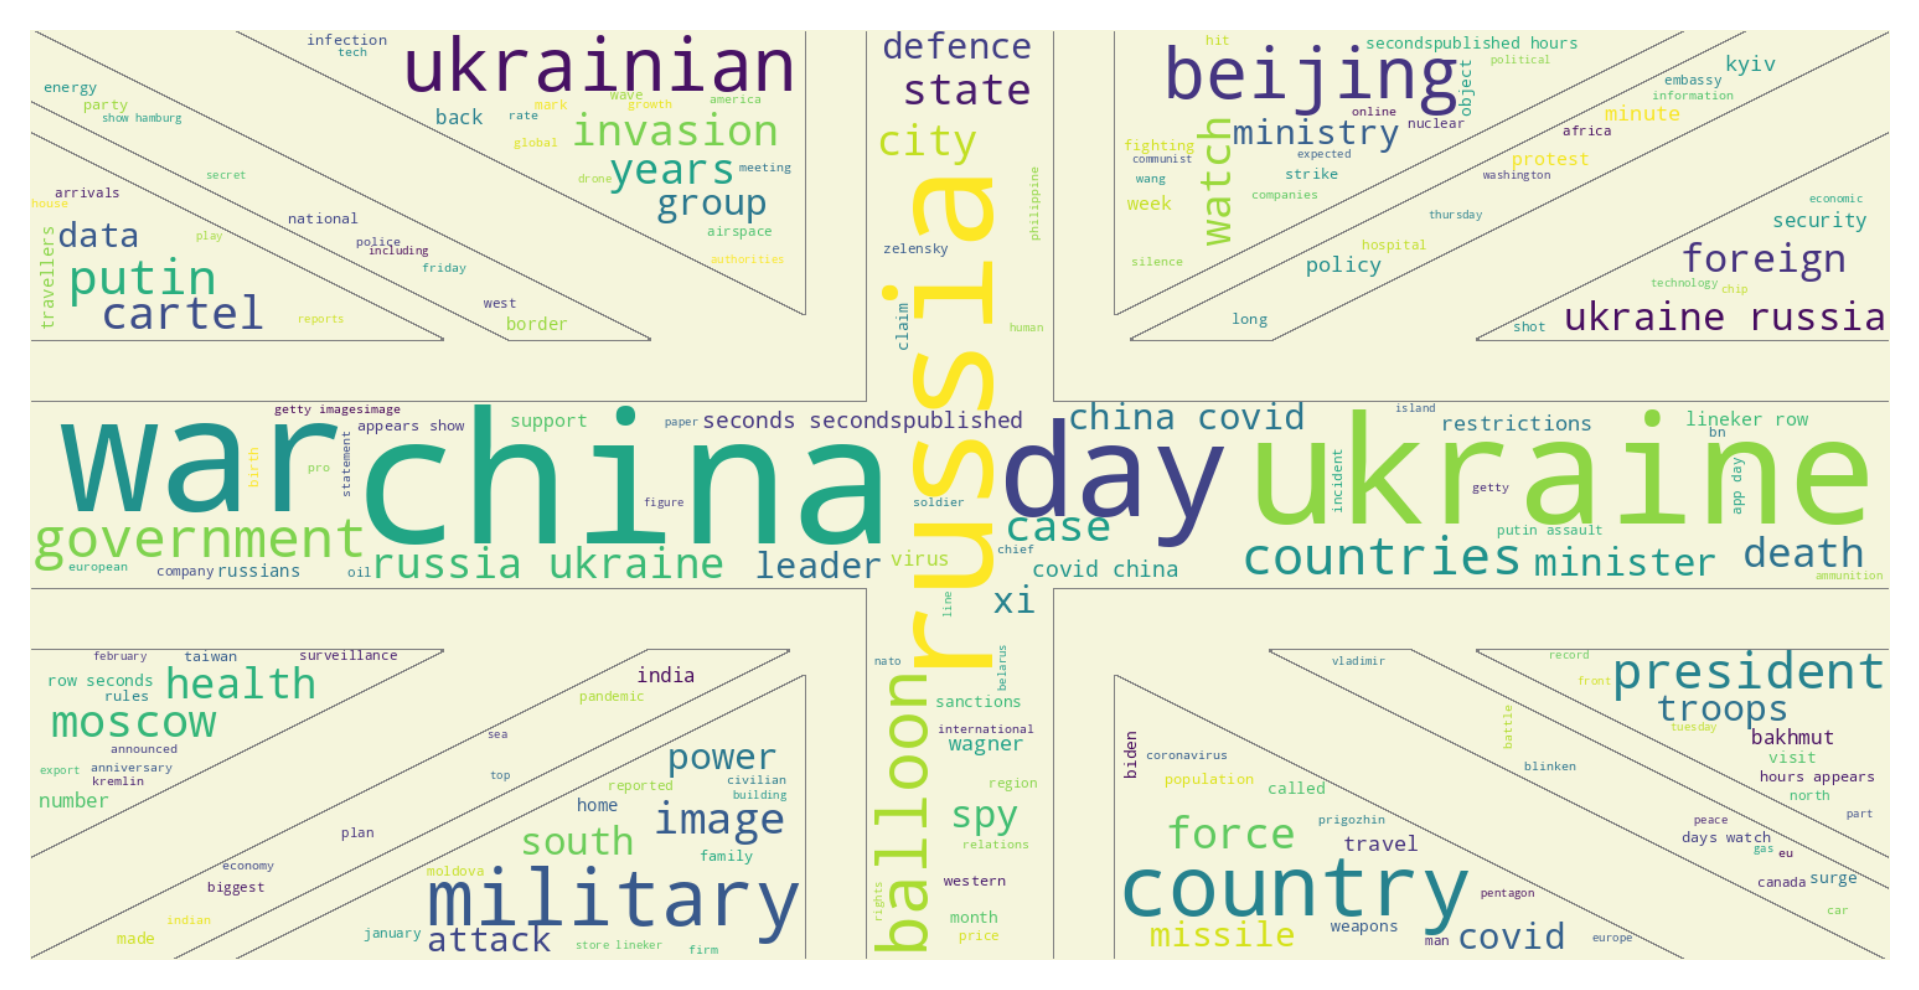 infection
tech
ukrainian
energy
party
show hamburg
back
rate
mark
wave
growth
america
global
invasion
drone
years
meeting
group
airspace
authorities
secret
arrivals
house
data
play
travellers
putin
cartel
reports
national
police
including
friday
west
border
defence
state
city
zelensky
claim
philippine
human
russia
hit
secondspublished hours
political
beijing
object
online
nuclear
ministry
watch
fighting
communist
expected
wang
strike
week
companies
silence
embassy
kyiv
information
minute
africa
protest
washington
thursday
hospital
policy
long
economic
security
foreign
technology
chip
shot
ukraine russia
getty imagesimage
appears show
war
birth
pro
statement
china
support
paper
seconds secondspublished
figure
soldier
day
china covid
case
island
restrictions
lineker row
bn
ukraine
incident
getty
app day
putin assault
government
european
company
russians
oil
russia ukraine
leader
virus
chief
covid china
countries
minister
death
ammunition
xi
line
nato
belarus
february
taiwan
surveillance
row seconds
health
rules
moscow
announced
export
anniversary
kremlin
number
india
pandemic
sea
top
plan
economy
biggest
indian
made
power
reported
civilian
building
home
image
south
family
moldova
military
january
attack
store lineker
firm
balloon
sanctions
international
wagner
region
spy
relations
western
rights
month
price
vladimir
record
front
president
troops
tuesday
battle
bakhmut
visit
hours appears
north
part
biden
coronavirus
population
called
blinken
force
prigozhin
travel
country
pentagon
missile
weapons
man
covid
europe
peace
days watch
gas
eu
canada
surge
car